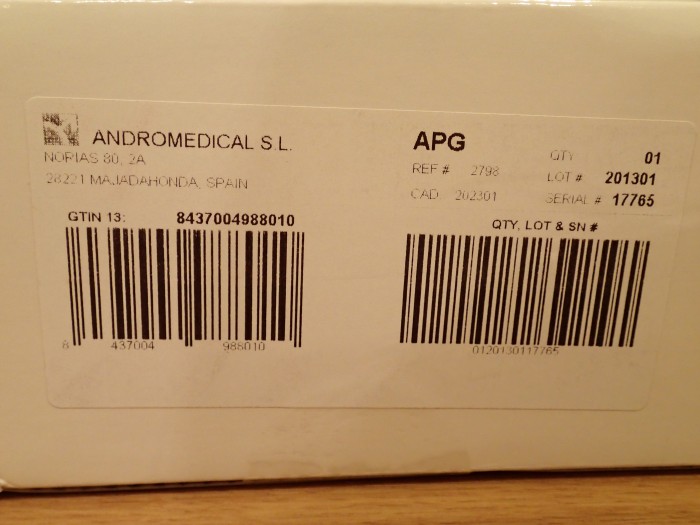 ANDROMEDICAL S.L.
NORIAS 80, 2A
28221 MAJADAHONDA, SPAIN
GTIN 13: 8437004988010
8 437004 988010
APG
QTY 01
REF # 2798 LOT # 201301
CAD 202301 SERIAL # 17765
QTY, LOT & SN #
0120130117765